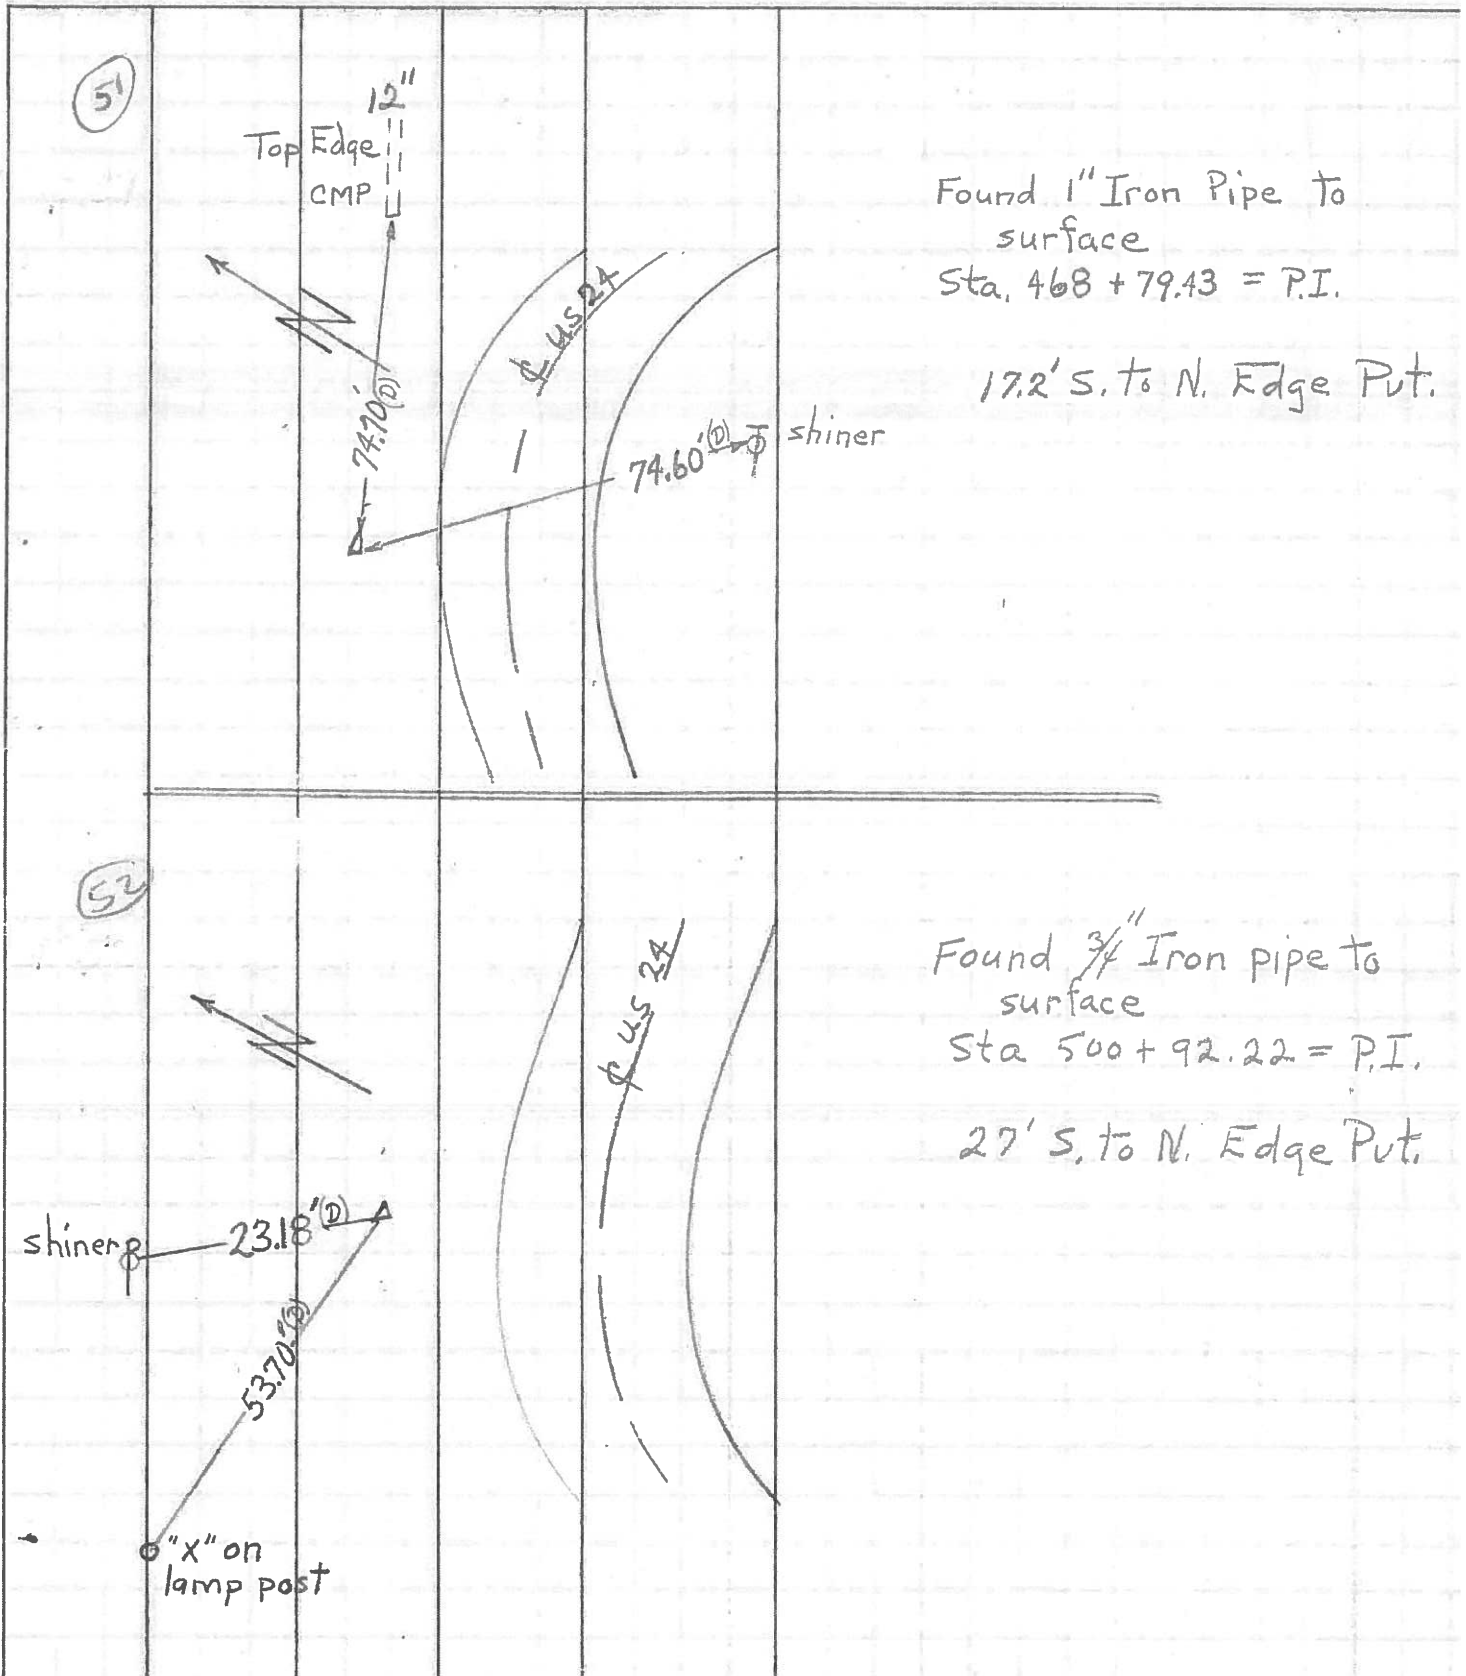 51
12"
Top Edge
CMP
℄ US 24
74.70'(D)
74.60'(D)
shiner
Found 1" Iron Pipe to
surface
Sta. 468 + 79.43 = P.I.
17.2' S. to N. Edge Pvt.
52
℄ US 24
shiner
23.18'(D)
53.70'(D)
"X" on
lamp post
Found 3/4" Iron pipe to
surface
Sta 500 + 92.22 = P.I.
27' S. to N. Edge Pvt.